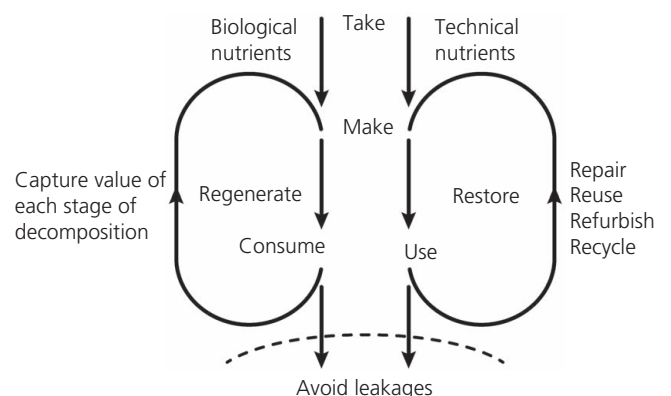 Biological
nutrients
Take
Technical
nutrients
Make
Capture value of
each stage of
decomposition
Regenerate
Restore
Repair
Reuse
Refurbish
Recycle
Consume
Use
Avoid leakages